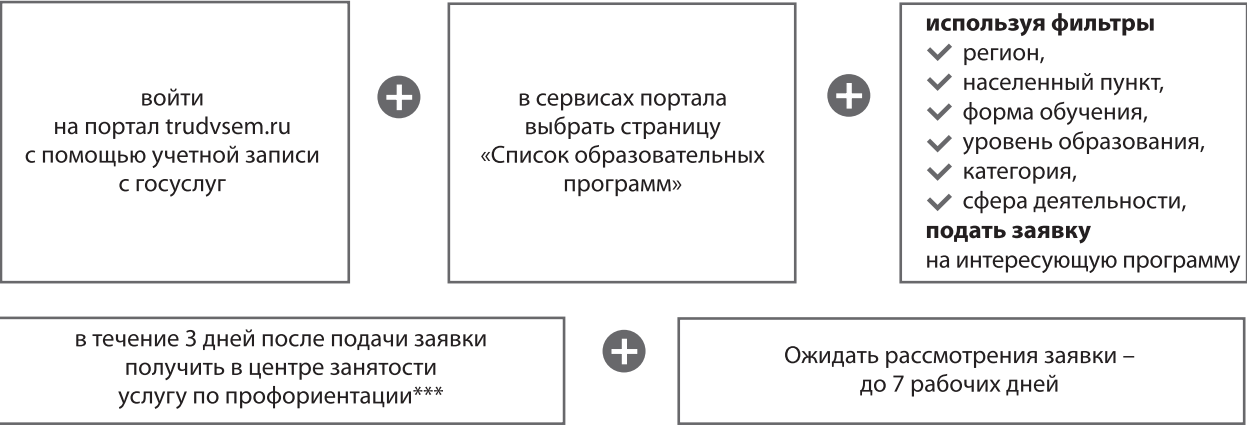 войти
на портал trudvsem.ru
с помощью учетной записи
с госуслуг
в сервисах портала
выбрать страницу
«Список образовательных
программ»
используя фильтры
регион,
населенный пункт,
форма обучения,
уровень образования,
категория,
сфера деятельности,
подать заявку
на интересующую программу
в течение 3 дней после подачи заявки
получить в центре занятости
услугу по профориентации***
Ожидать рассмотрения заявки –
до 7 рабочих дней